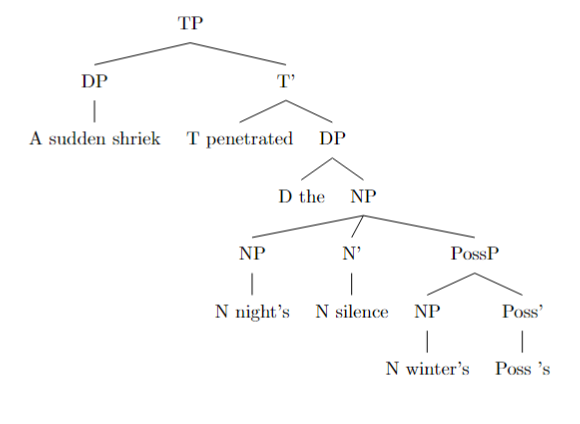 TP
DP T’
A sudden shriek T penetrated DP
D the NP
NP N’ PossP
N night’s N silence NP Poss’
N winter’s Poss ’s